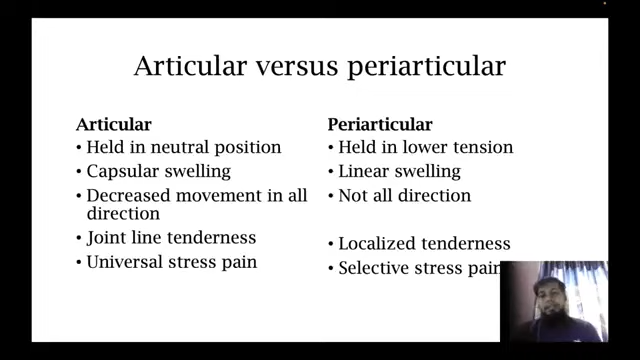 Articular versus periarticular
Articular
• Held in neutral position
• Capsular swelling
• Decreased movement in all
direction
• Joint line tenderness
• Universal stress pain
Periarticular
• Held in lower tension
• Linear swelling
• Not all direction
• Localized tenderness
• Selective stress pain